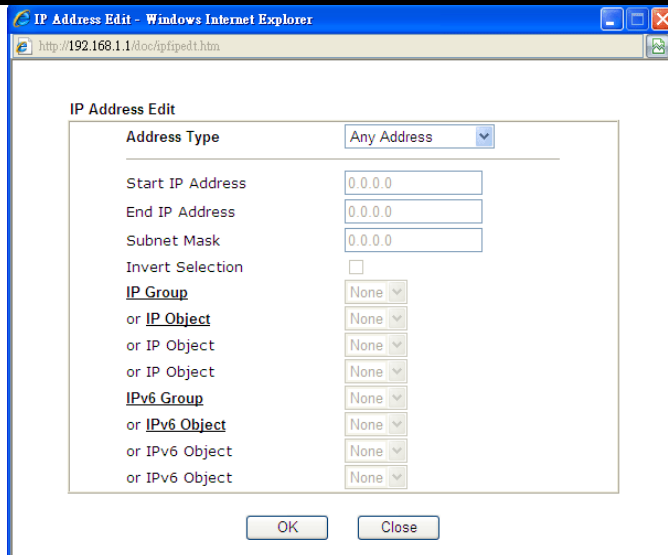 IP Address Edit - Windows Internet Explorer
http://192.168.1.1/doc/ipfipedt.htm
IP Address Edit
Address Type Any Address
Start IP Address 0.0.0.0
End IP Address 0.0.0.0
Subnet Mask 0.0.0.0
Invert Selection
IP Group None
or IP Object None
or IP Object None
or IP Object None
IPv6 Group None
or IPv6 Object None
or IPv6 Object None
or IPv6 Object None
OK Close